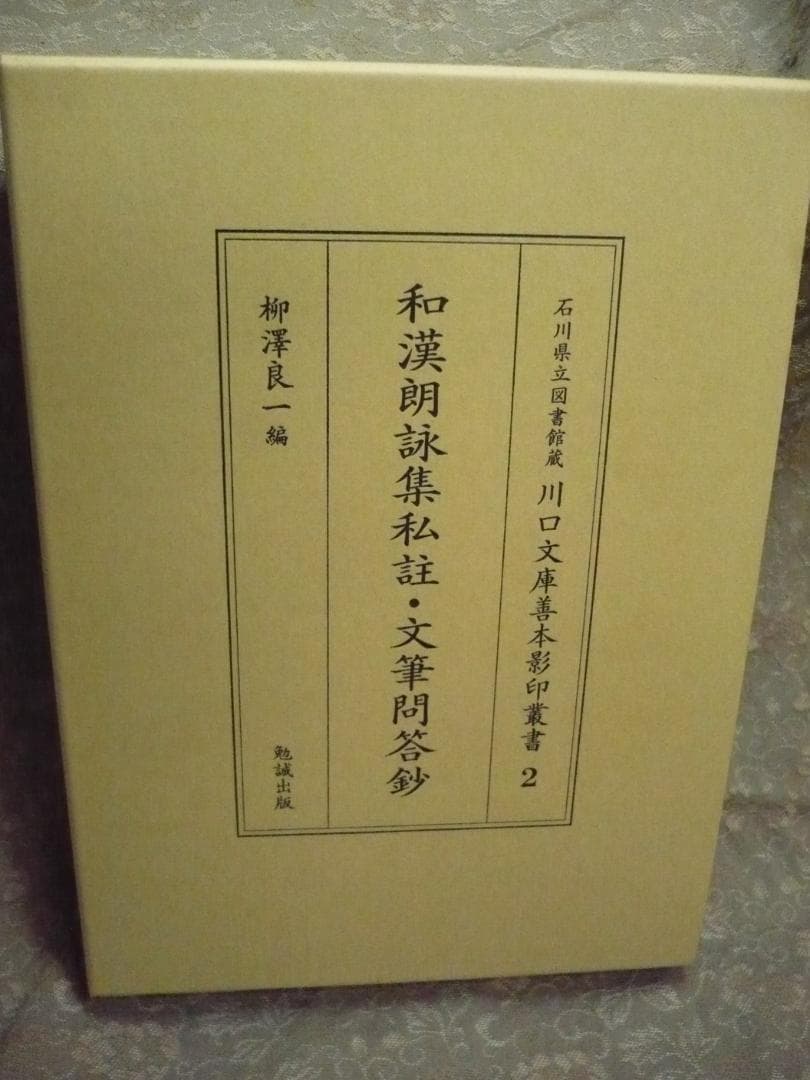 石川県立図書館蔵 川口文庫善本影印叢書 2
和漢朗詠集私註・文筆問答鈔
柳澤良一編
勉誠出版